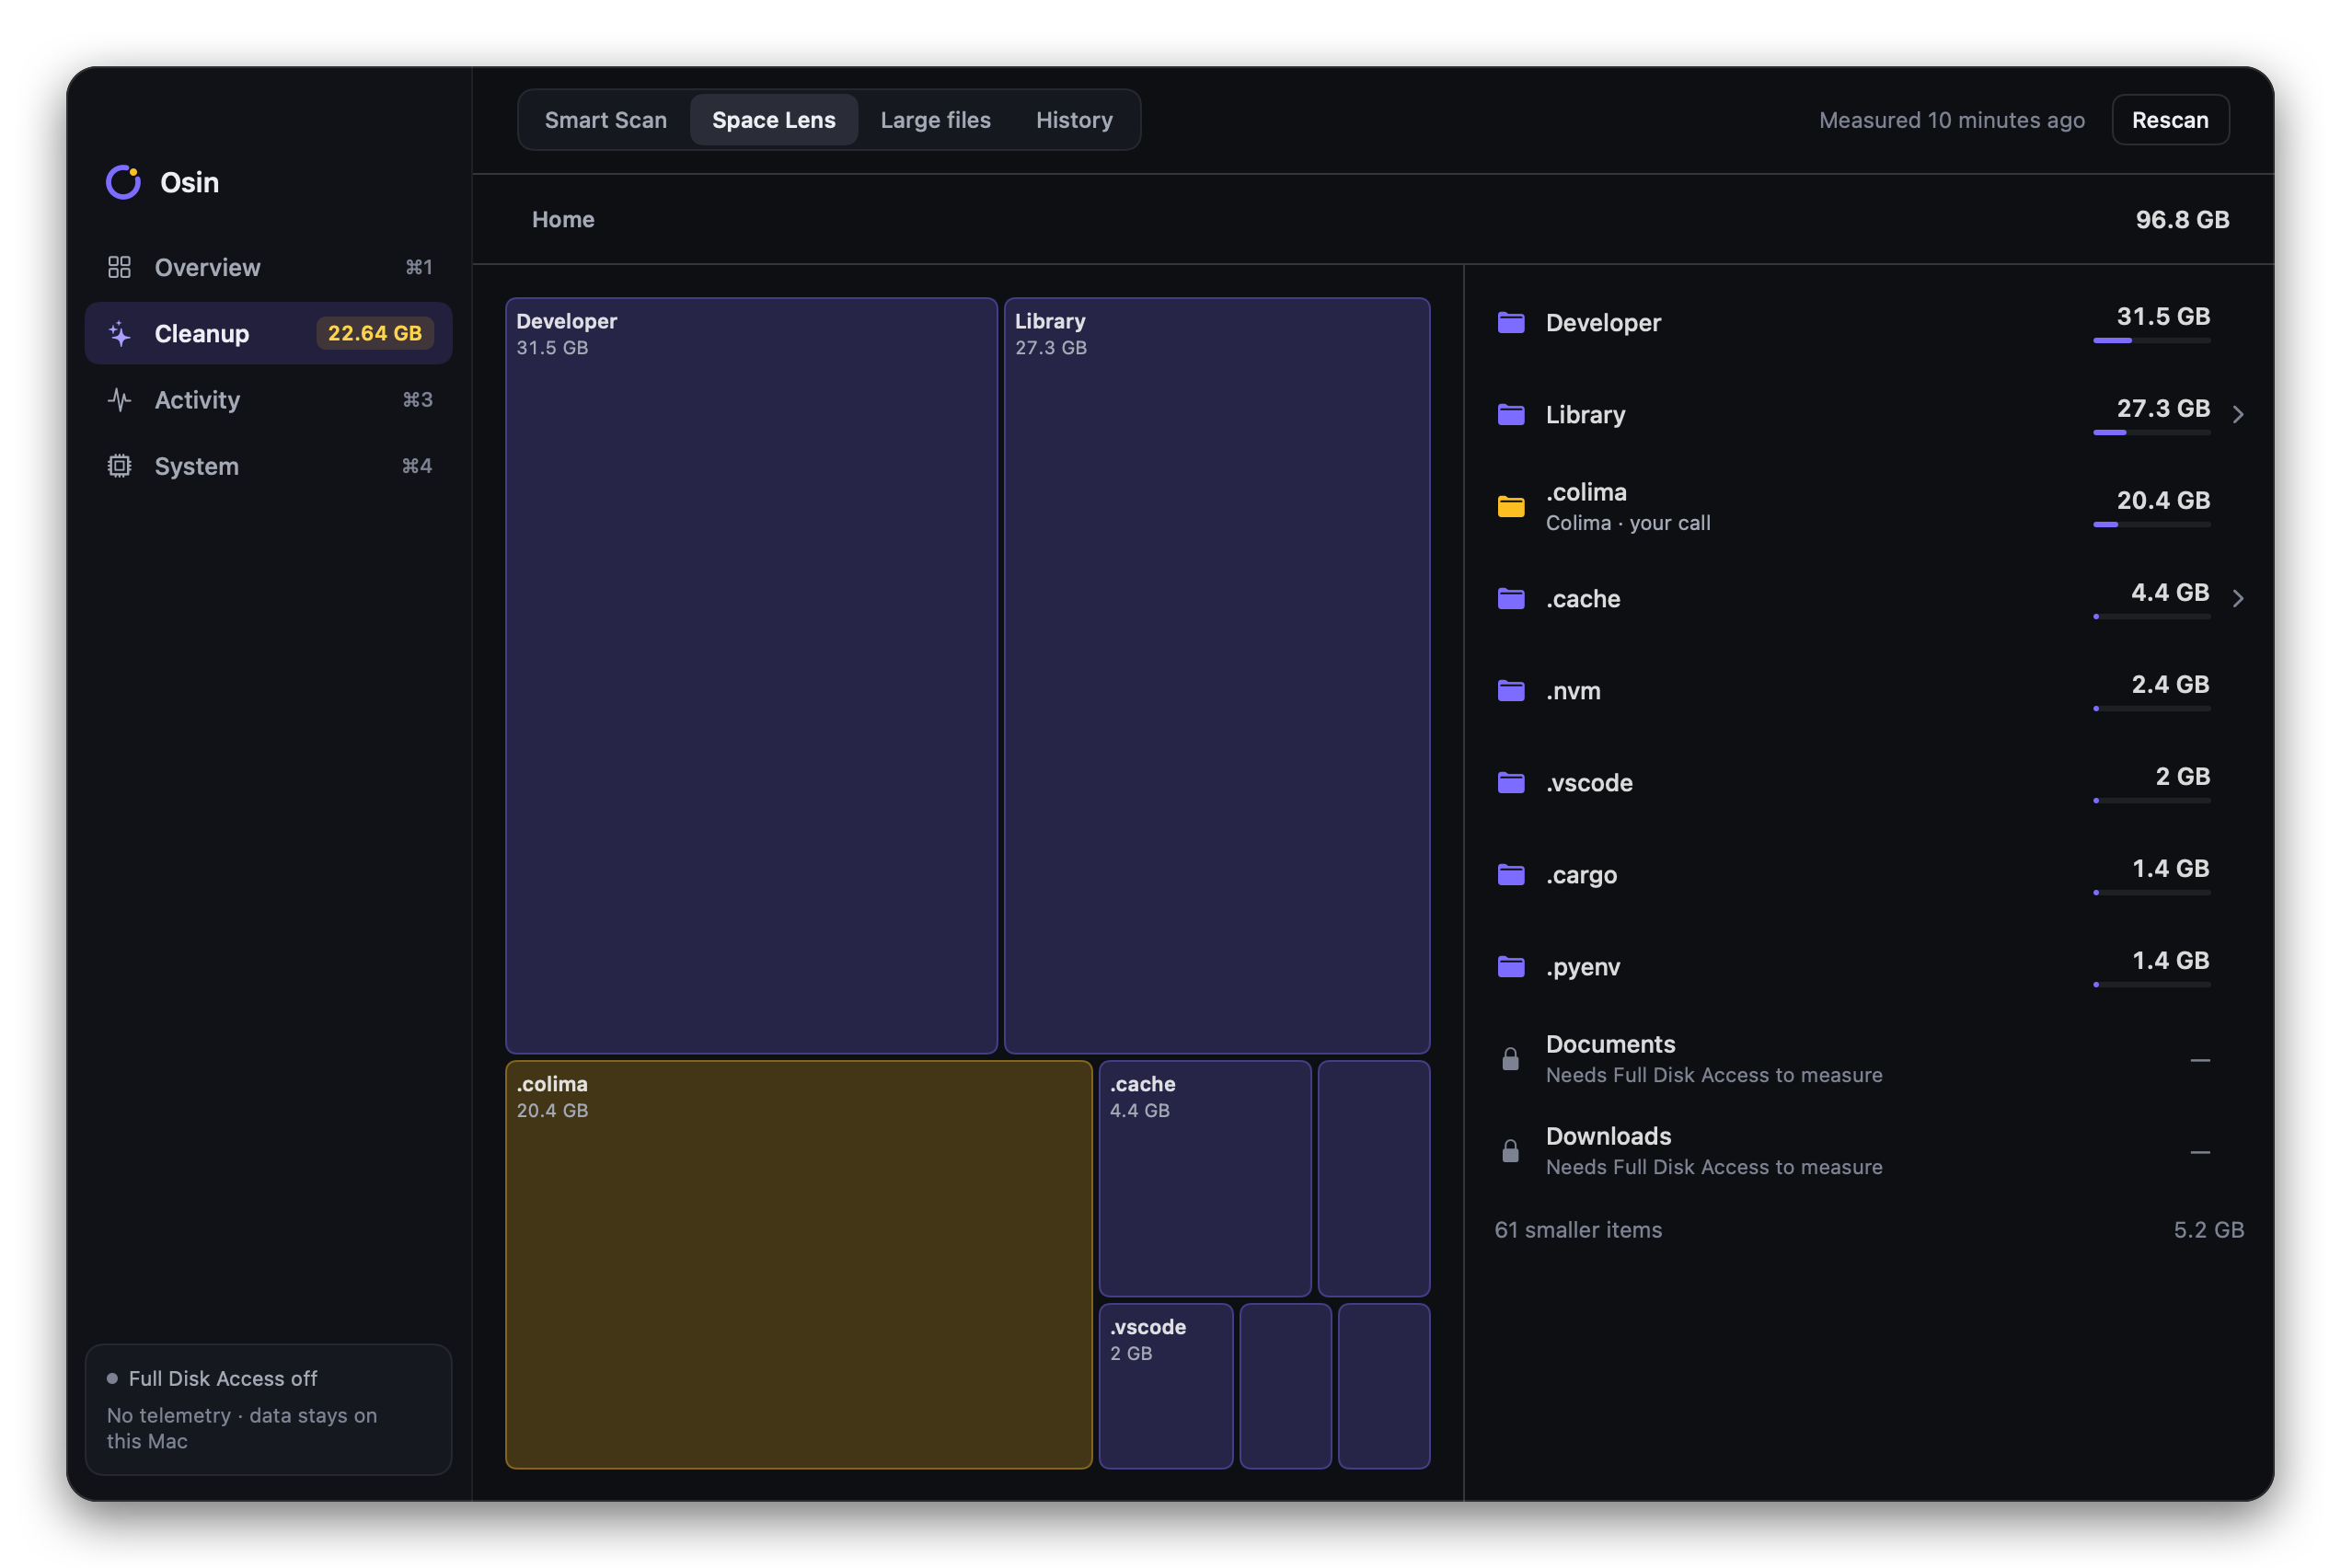 Smart Scan
Space Lens
Large files
History
Measured 10 minutes ago
Rescan
Osin
Overview ⌘1
Cleanup 22.64 GB
Activity ⌘3
System ⌘4
Full Disk Access off
No telemetry · data stays on
this Mac
Home
96.8 GB
Developer
31.5 GB
Library
27.3 GB
.colima
20.4 GB
.cache
4.4 GB
.vscode
2 GB
Developer
31.5 GB
Library
27.3 GB
.colima
Colima · your call
20.4 GB
.cache
4.4 GB
.nvm
2.4 GB
.vscode
2 GB
.cargo
1.4 GB
.pyenv
1.4 GB
Documents
Needs Full Disk Access to measure
—
Downloads
Needs Full Disk Access to measure
—
61 smaller items
5.2 GB